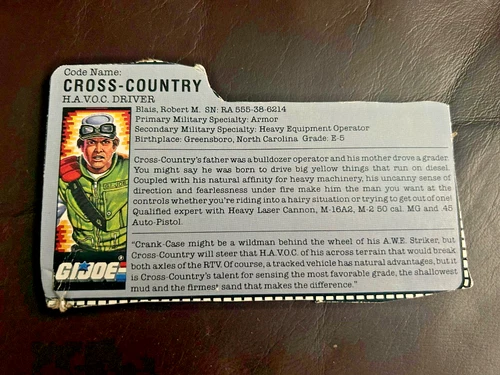 Code Name:
CROSS-COUNTRY
H.A.V.O.C. DRIVER
Blais, Robert M. SN: RA 555-38-6214
Primary Military Specialty: Armor
Secondary Military Specialty: Heavy Equipment Operator
Birthplace: Greensboro, North Carolina Grade: E-5
Cross-Country's father was a bulldozer operator and his mother drove a grader.
You might say he was born to drive big yellow things that run on diesel.
Coupled with his natural affinity for heavy machinery, his uncanny sense
of direction and fearlessness under fire make him the man you want at the
controls whether you're riding into a hairy situation or trying to get out of one!
Qualified expert with Heavy Laser Cannon, M-16A2, M-2 50 cal. MG and .45
Auto-Pistol.
"Crank-Case might be a wildman behind the wheel of his A.W.E. Striker, but
Cross-Country will steer that H.A.V.O.C. of his across terrain that would break
both axles of the RTV. Of course, a tracked vehicle has natural advantages, but it
is Cross-Country's talent for sensing the most favorable grade, the shallowest
mud and the firmest sand that makes the difference."
G.I. JOE